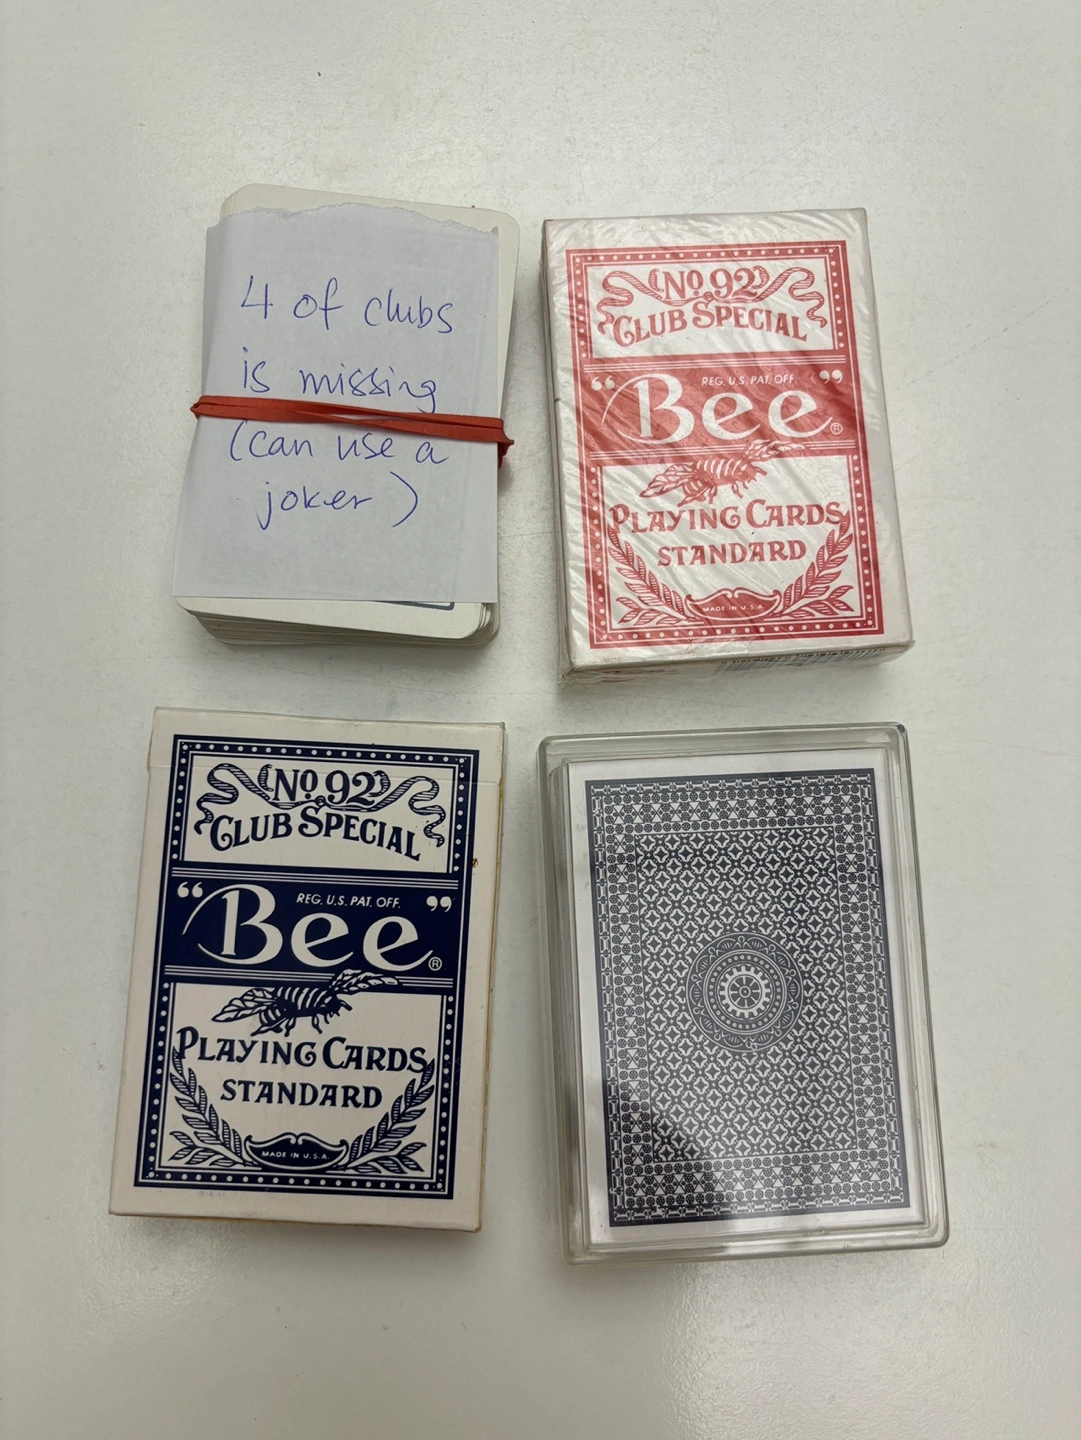 4 of clubs
is missing
(can use a
joker)
No. 92
CLUB SPECIAL
REG. U.S. PAT. OFF.
“Bee”®
PLAYING CARDS
STANDARD
MADE IN U.S.A.
No. 92
CLUB SPECIAL
REG. U.S. PAT. OFF.
“Bee”®
PLAYING CARDS
STANDARD
MADE IN U.S.A.